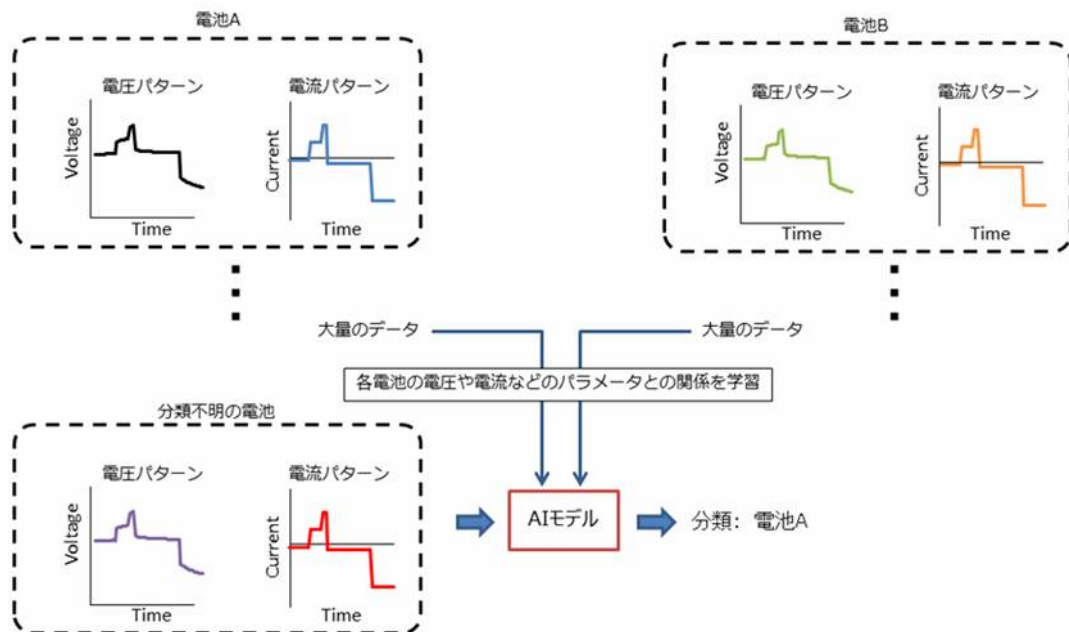 電池A
電圧パターン
電流パターン
Voltage
Time
Current
Time
電池B
電圧パターン
電流パターン
Voltage
Time
Current
Time
大量のデータ
大量のデータ
各電池の電圧や電流などのパラメータとの関係を学習
分類不明の電池
電圧パターン
電流パターン
Voltage
Time
Current
Time
AIモデル
分類: 電池A